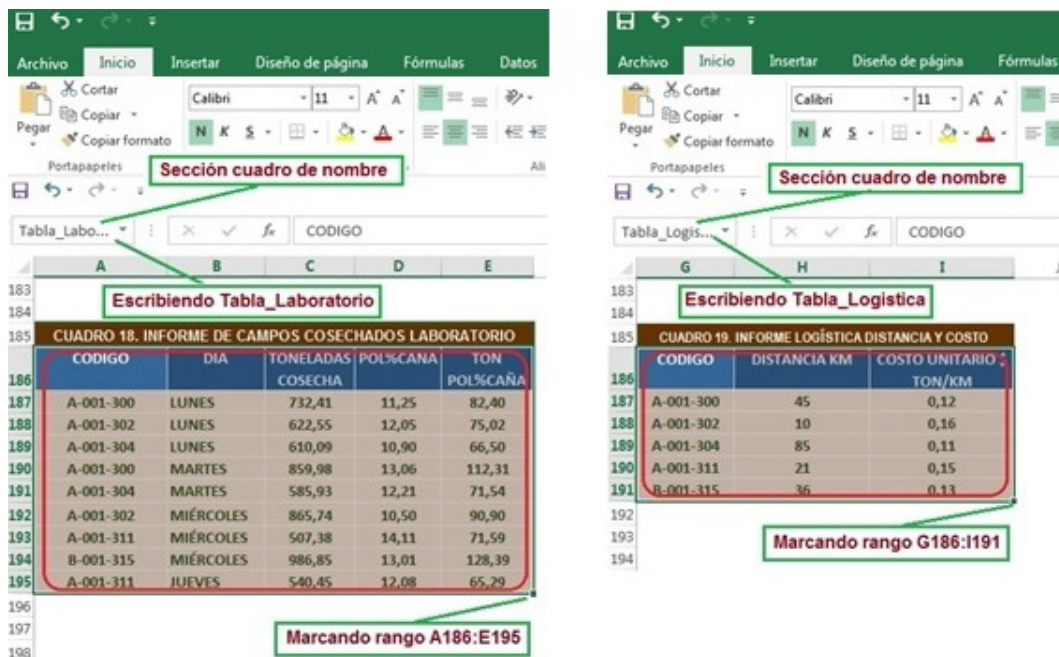 Archivo Inicio Insertar Diseño de página Fórmulas Datos
Cortar
Copiar
Pegar
Copiar formato
Calibri 11 A A
N K S A
Portapapeles
Sección cuadro de nombre
Tabla_Labo... fx CODIGO
A B C D E
183
Escribiendo Tabla_Laboratorio
184
185 CUADRO 18. INFORME DE CAMPOS COSECHADOS LABORATORIO
CODIGO DIA TONELADAS POL%CAÑA TON
186 COSECHA POL%CAÑA
187 A-001-300 LUNES 732,41 11,25 82,40
188 A-001-302 LUNES 622,55 12,05 75,02
189 A-001-304 LUNES 610,09 10,90 66,50
190 A-001-300 MARTES 859,98 13,06 112,31
191 A-001-304 MARTES 585,93 12,21 71,54
192 A-001-302 MIÉRCOLES 865,74 10,50 90,90
193 A-001-311 MIÉRCOLES 507,38 14,11 71,59
194 B-001-315 MIÉRCOLES 986,85 13,01 128,39
195 A-001-311 JUEVES 540,45 12,08 65,29
196
197
Marcando rango A186:E195
198
Archivo Inicio Insertar Diseño de página Fórmulas
Cortar
Copiar
Pegar
Copiar formato
Calibri 11 A A
N K S A
Portapapeles
Sección cuadro de nombre
Tabla_Logis... fx CODIGO
G H I
183
Escribiendo Tabla_Logistica
184
185 CUADRO 19. INFORME LOGÍSTICA DISTANCIA Y COSTO
CODIGO DISTANCIA KM COSTO UNITARIO
186 TON/KM
187 A-001-300 45 0,12
188 A-001-302 10 0,16
189 A-001-304 85 0,11
190 A-001-311 21 0,15
191 B-001-315 36 0,13
192
193
Marcando rango G186:I191
194